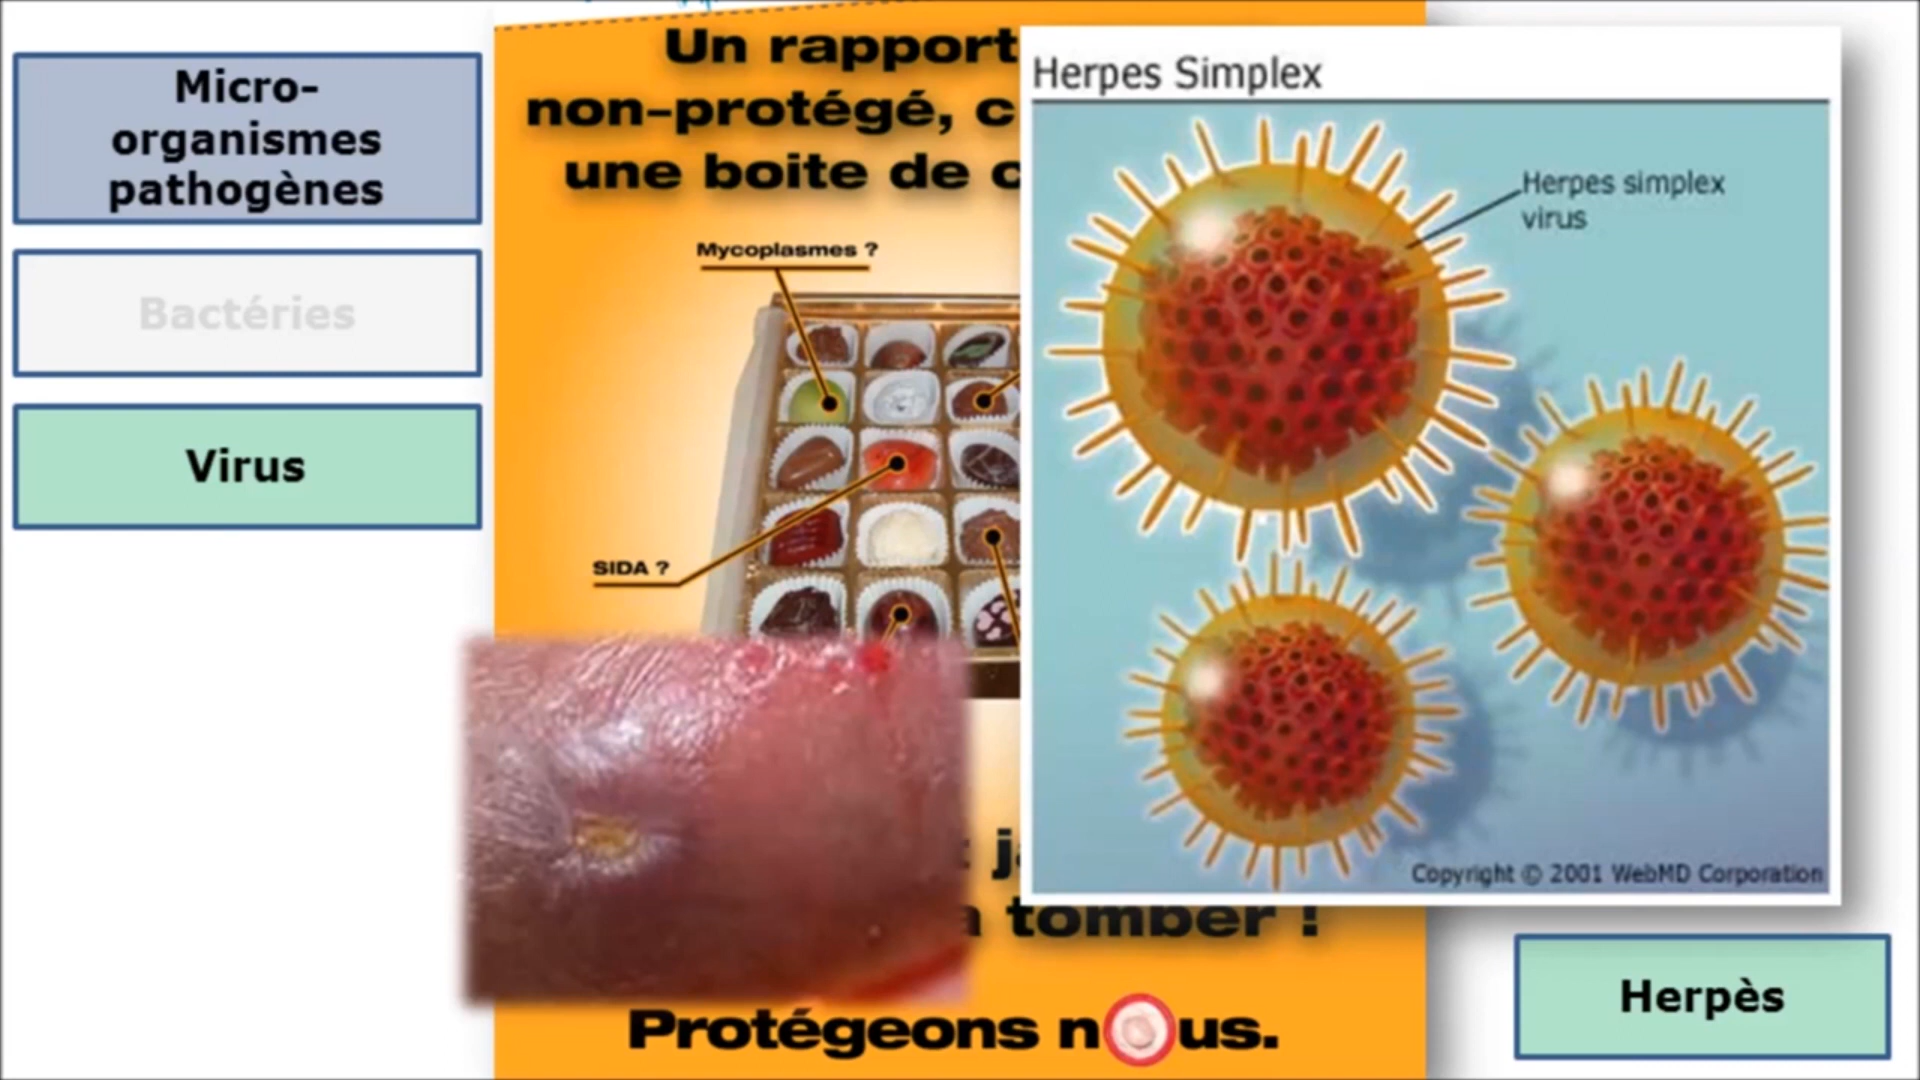 Micro-
organismes
pathogènes
Bactéries
Virus
Un rapport
non-protégé, c
une boite de c
Mycoplasmes ?
SIDA ?
tomber !
Protégeons nous.
Herpes Simplex
Herpes simplex
virus
Copyright © 2001 WebMD Corporation
Herpès